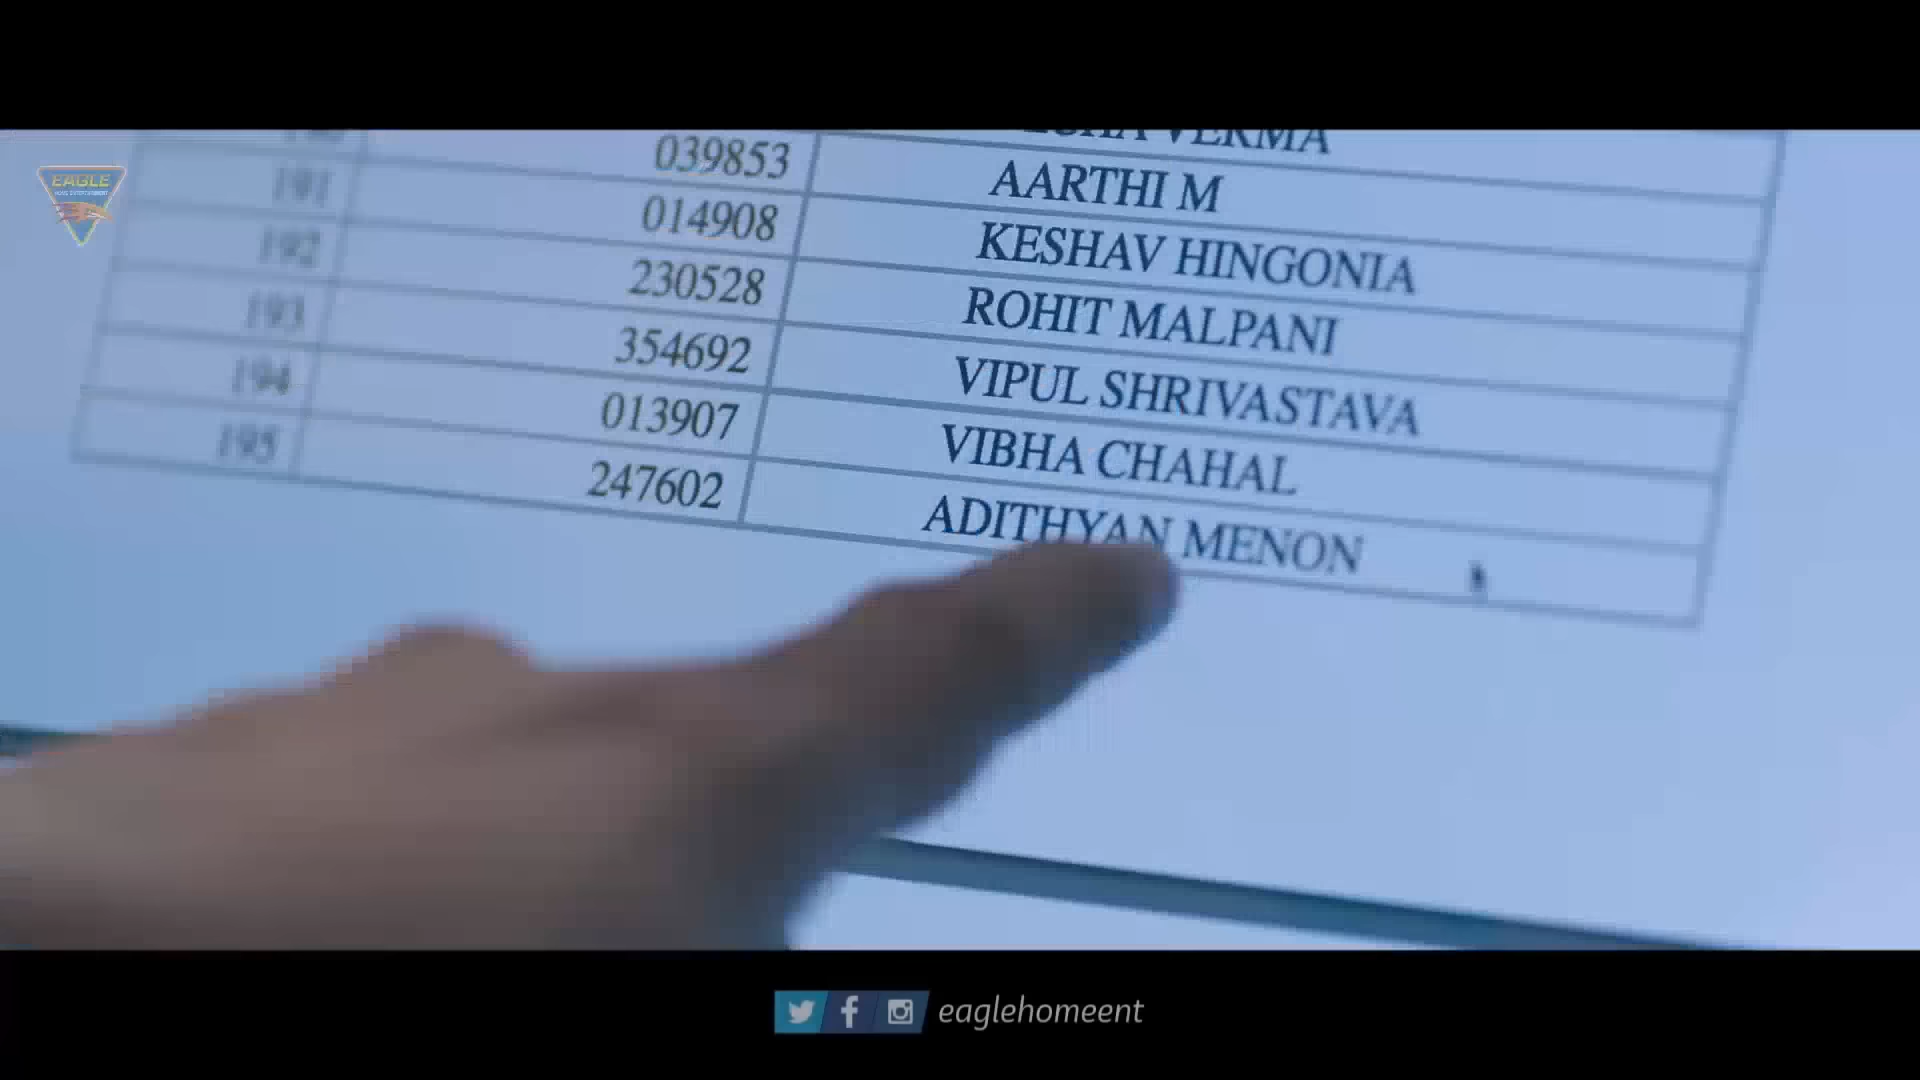 VERMA
039853 AARTHI M
EAGLE
191 014908 KESHAV HINGONIA
192 230528 ROHIT MALPANI
193 354692 VIPUL SHRIVASTAVA
194 013907 VIBHA CHAHAL
195 247602 ADITHYAN MENON
eaglehomeent